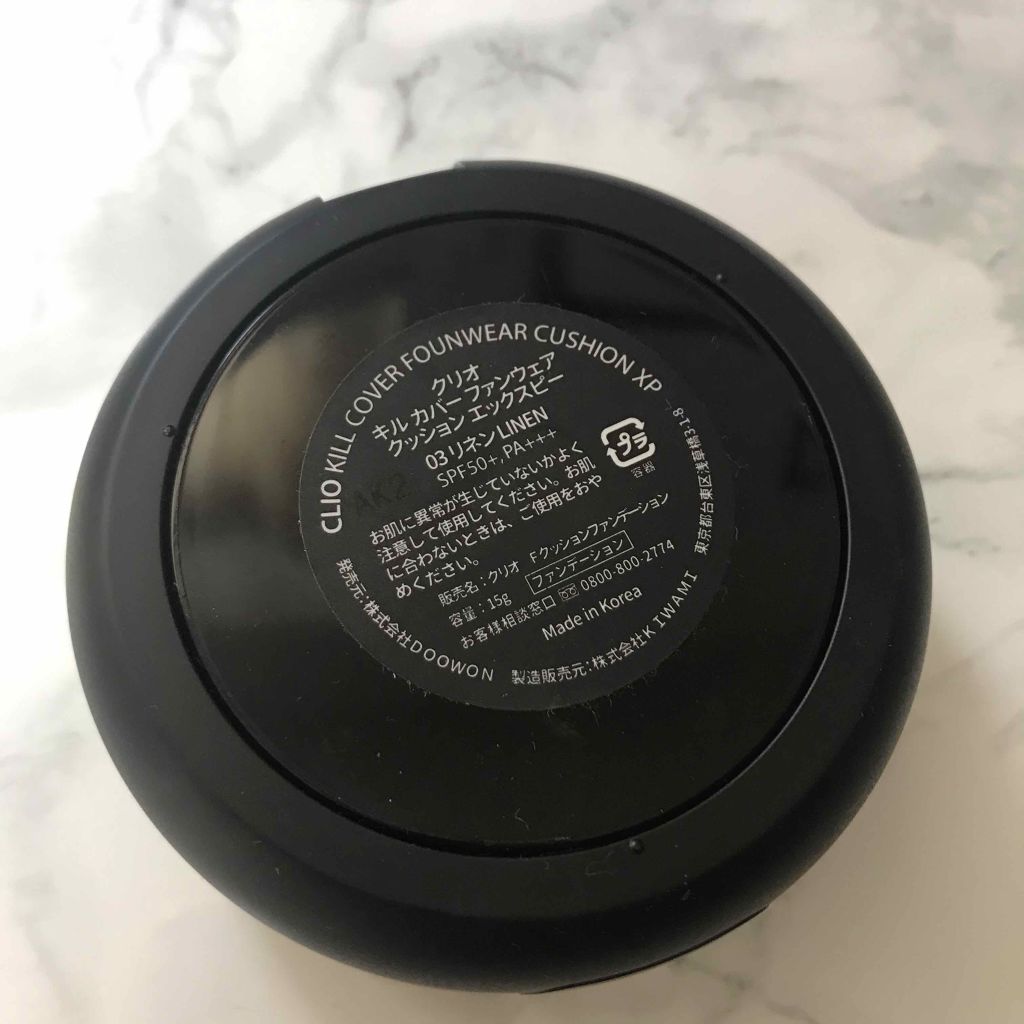 CLIO KILL COVER FOUNWEAR CUSHION XP
クリオ
キル カバー ファンウェア
クッション エックスピー
03 リネン LINEN
SPF50+, PA+++
AK2
お肌に異常が生じていないかよく
注意して使用してください。お肌
に合わないときは、ご使用をおや
めください。
プラ
容器
販売名：クリオ Fクッションファンデーション
容量：15g ファンデーション
お客様相談窓口 0800-800-2774
Made in Korea
発売元：株式会社DOOWON
製造販売元：株式会社K I W A M I 東京都台東区浅草橋3-1-8